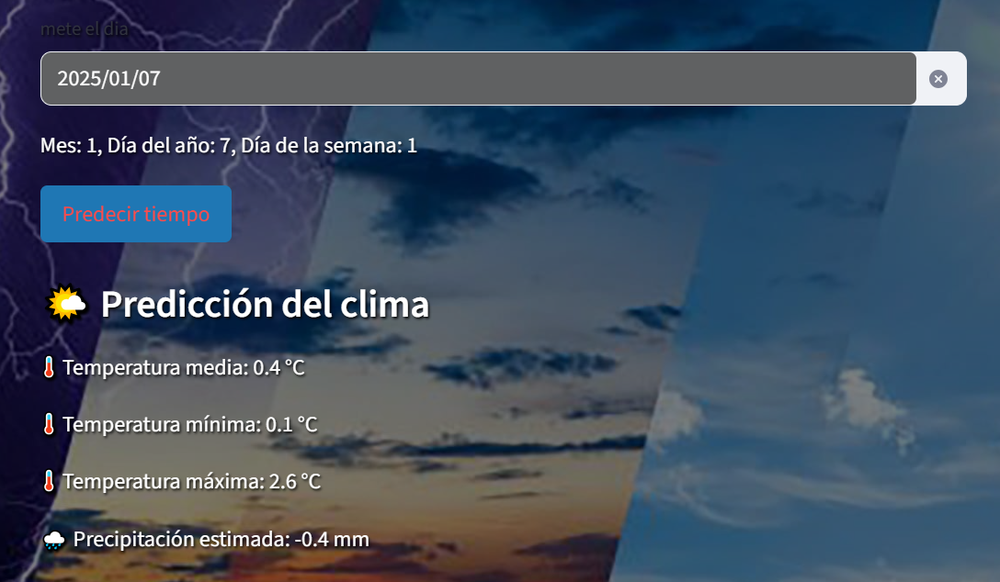 mete el dia
2025/01/07
Mes: 1, Día del año: 7, Día de la semana: 1
Predecir tiempo
Predicción del clima
Temperatura media: 0.4 °C
Temperatura mínima: 0.1 °C
Temperatura máxima: 2.6 °C
Precipitación estimada: -0.4 mm